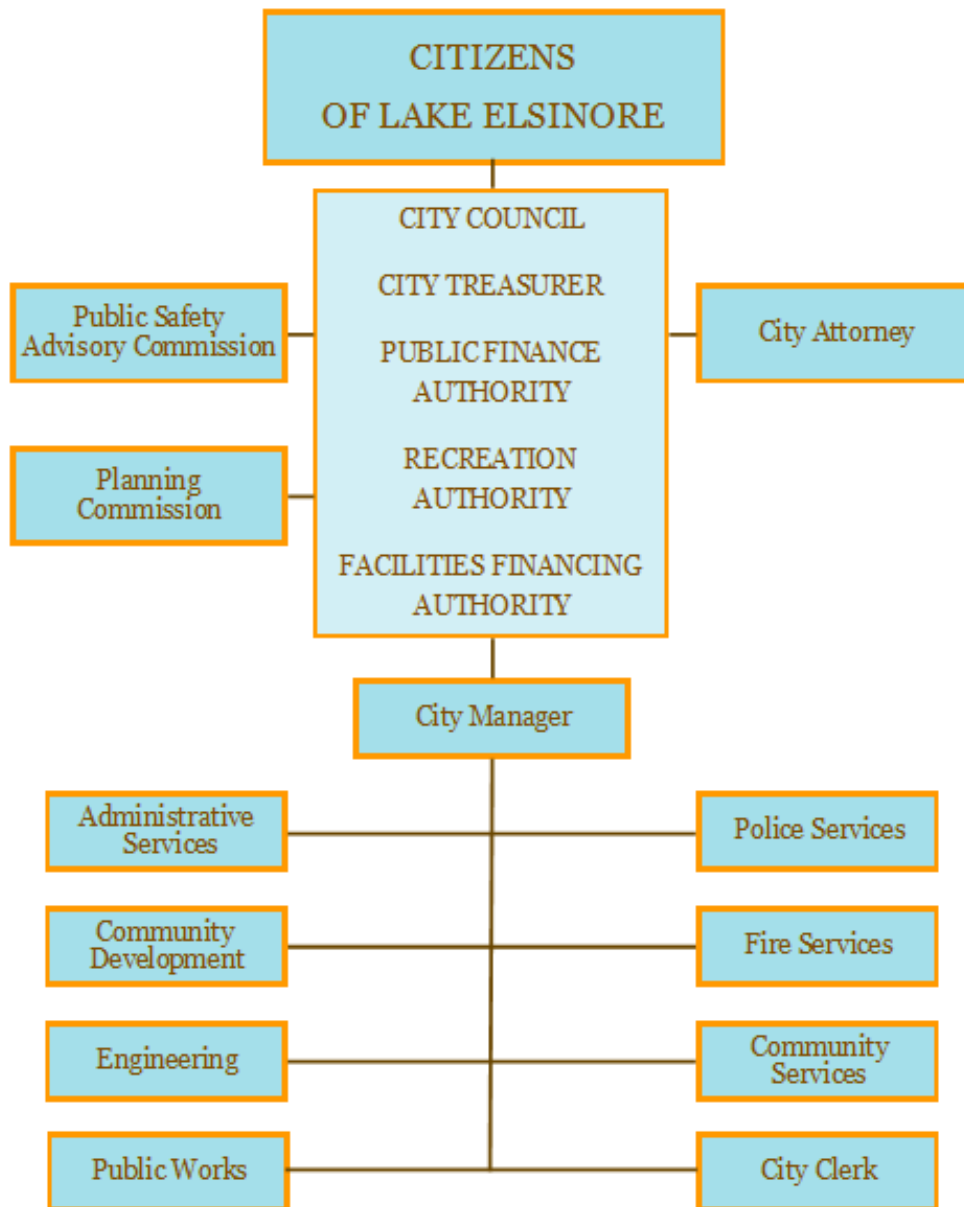 CITIZENS
OF LAKE ELSINORE
CITY COUNCIL
CITY TREASURER
PUBLIC FINANCE
AUTHORITY
RECREATION
AUTHORITY
FACILITIES FINANCING
AUTHORITY
Public Safety
Advisory Commission
City Attorney
Planning
Commission
City Manager
Administrative
Services
Police Services
Community
Development
Fire Services
Engineering
Community
Services
Public Works
City Clerk